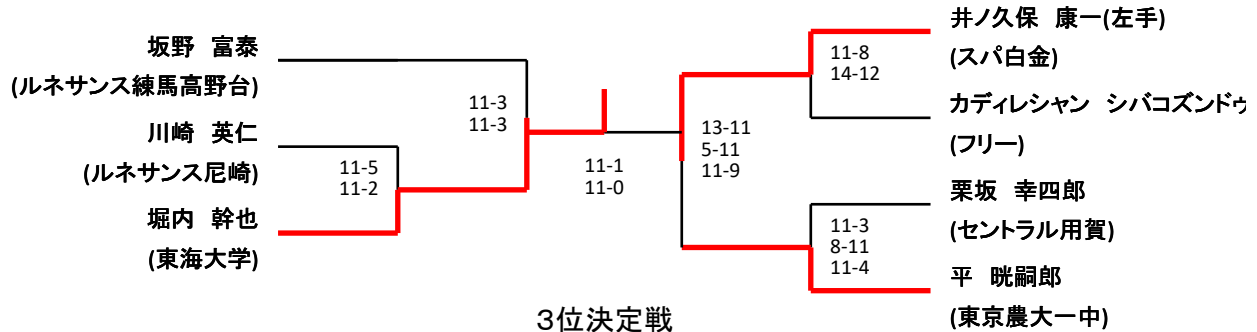 坂野　富泰
(ルネサンス練馬高野台)
川崎　英仁
(ルネサンス尼崎)
堀内　幹也
(東海大学)
11-5
11-2
11-3
11-3
11-1
11-0
13-11
5-11
11-9
11-8
14-12
11-3
8-11
11-4
井ノ久保　康一(左手)
(スパ白金)
カディレシャン　シバコズンドゥ
(フリー)
栗坂　幸四郎
(セントラル用賀)
平　晄嗣郎
(東京農大一中)
３位決定戦